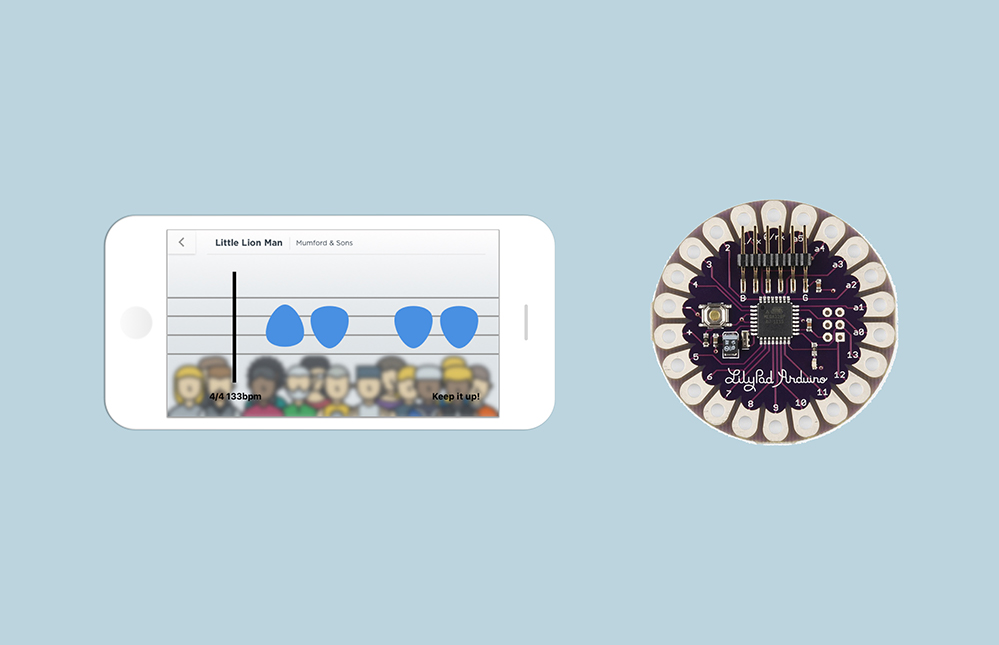 Little Lion Man
Mumford & Sons
4/4 133bpm
Keep it up!
a4
a3
a2
a1
a0
13
12
11
10
9
8
7
6
5
+
4
3
2
B
G
LilyPad Arduino